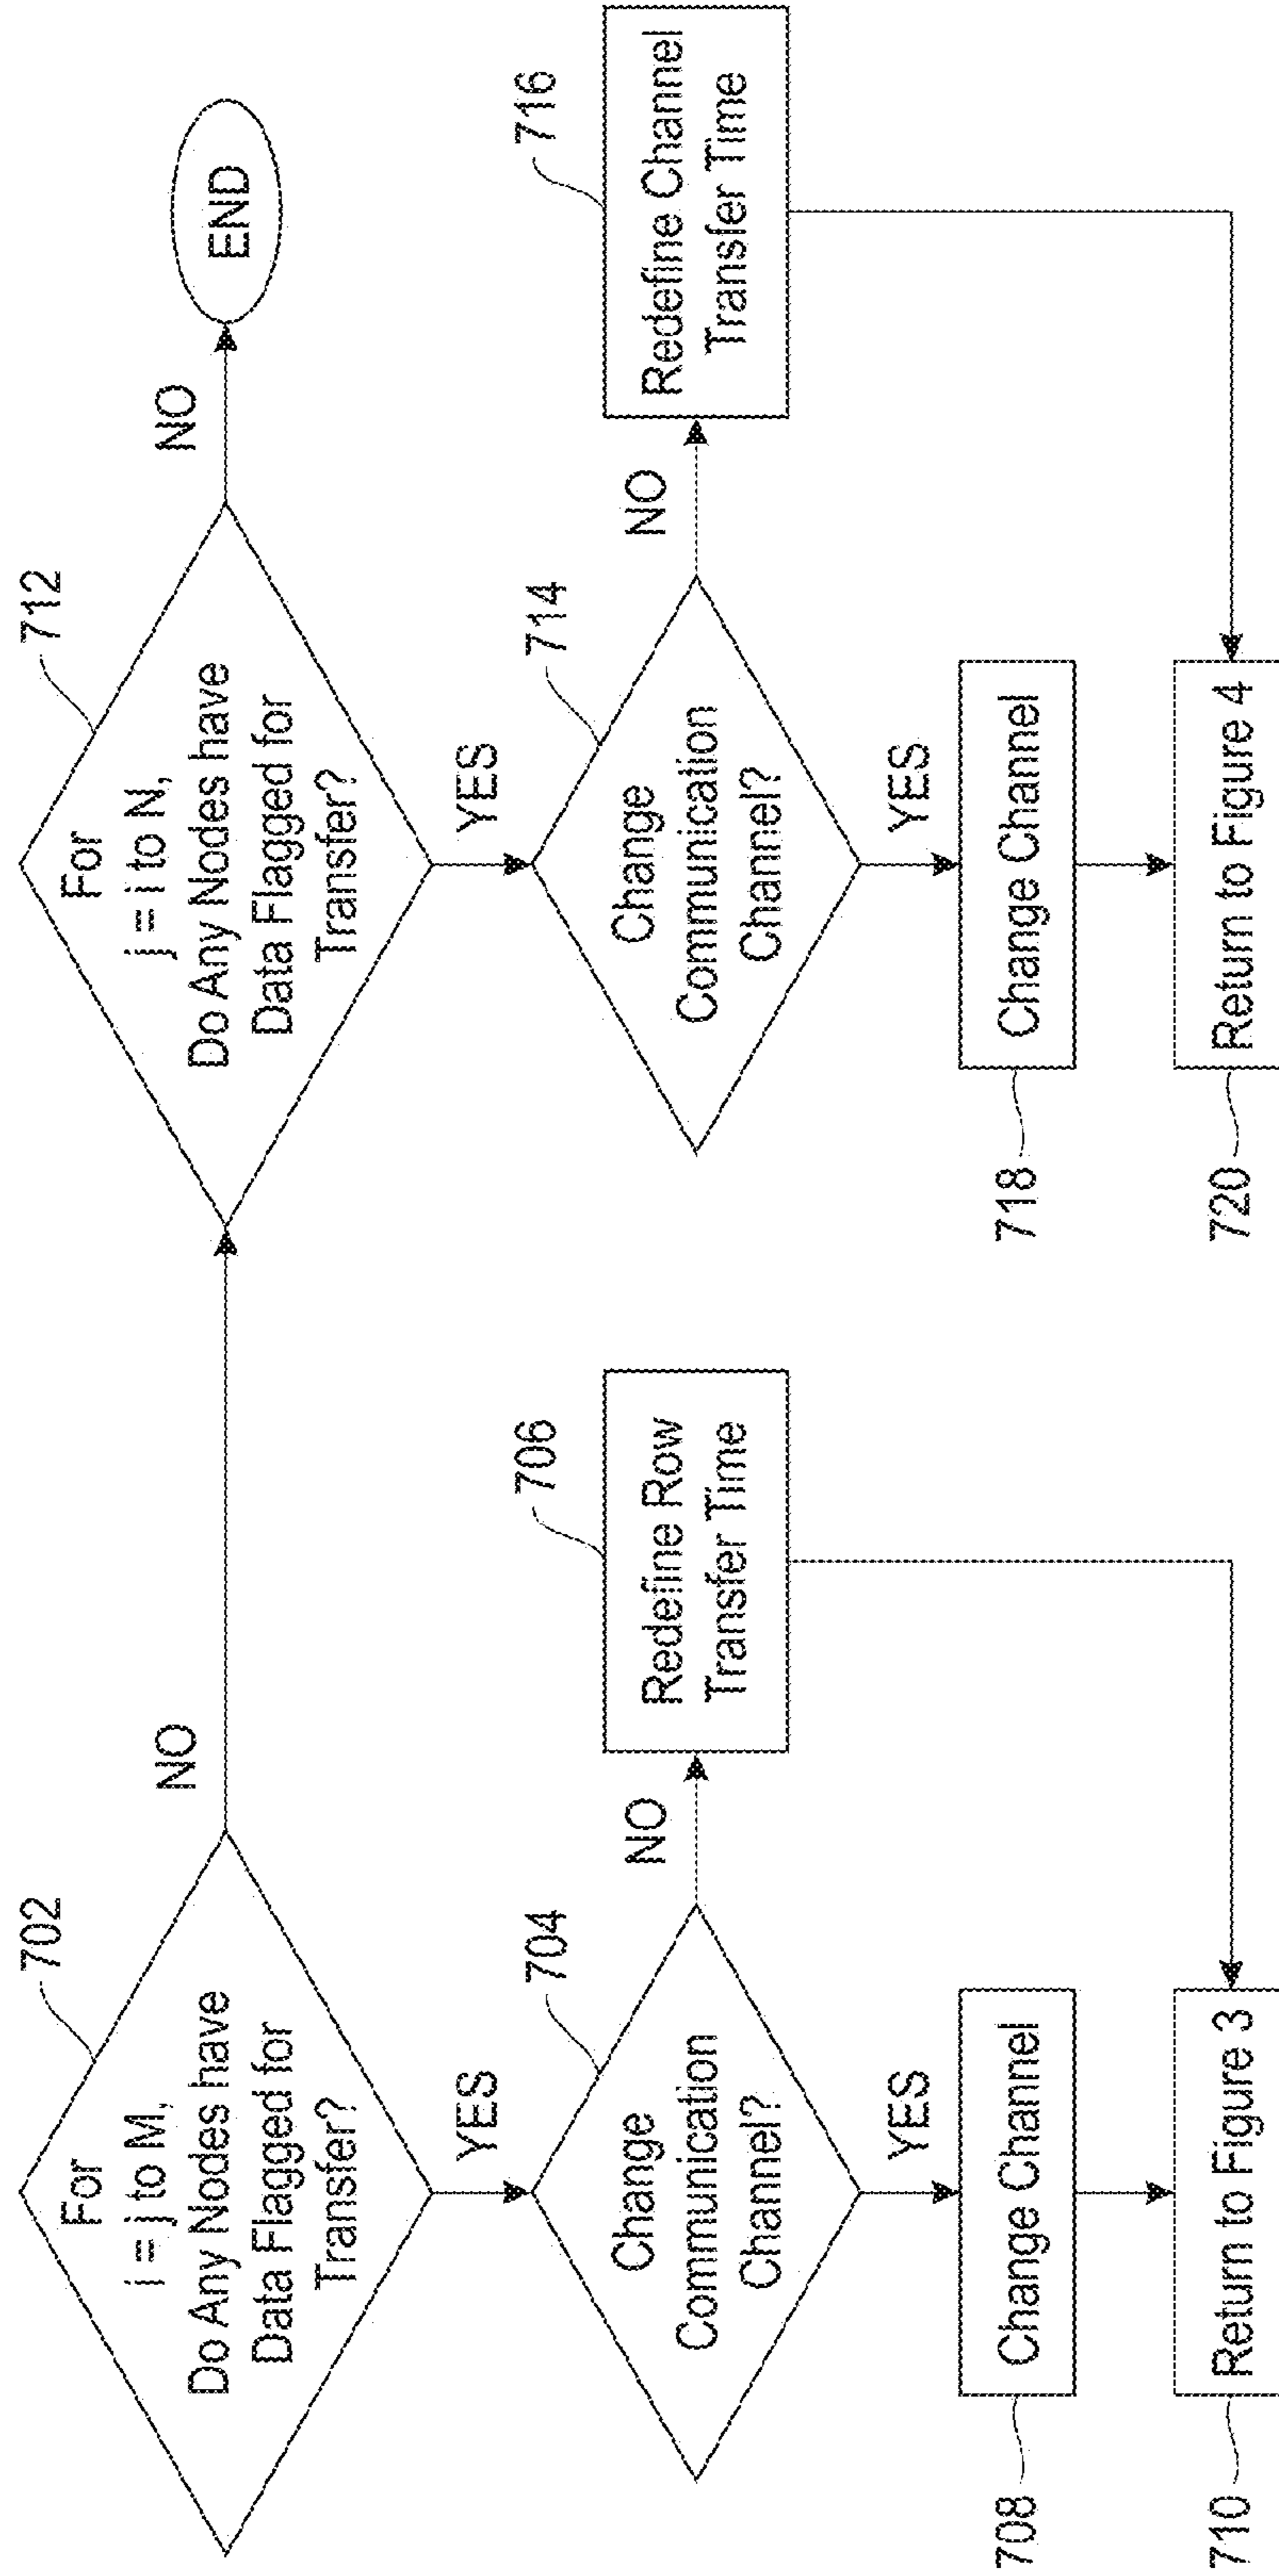 702
For
i = j to M,
Do Any Nodes have
Data Flagged for
Transfer?
NO
YES
704
Change
Communication
Channel?
NO
706
Redefine Row
Transfer Time
YES
708
Change Channel
710
Return to Figure 3
712
For
j = i to N,
Do Any Nodes have
Data Flagged for
Transfer?
NO
END
YES
714
Change
Communication
Channel?
NO
716
Redefine Channel
Transfer Time
YES
718
Change Channel
720
Return to Figure 4